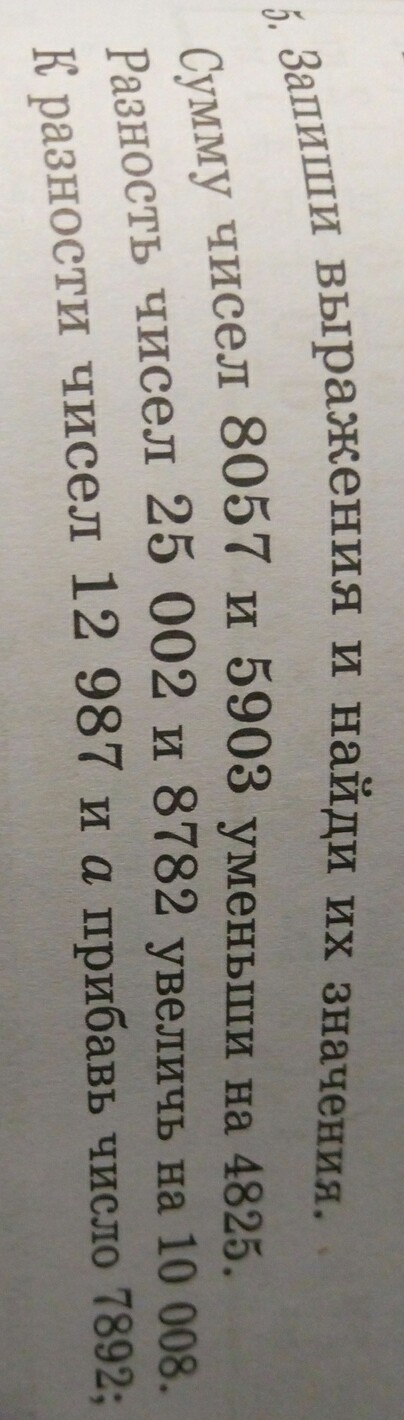 5. Запиши выражения и найди их значения.
Сумму чисел 8057 и 5903 уменьши на 4825.
Разность чисел 25 002 и 8782 увеличь на 10 008.
К разности чисел 12 987 и а прибавь число 7892;